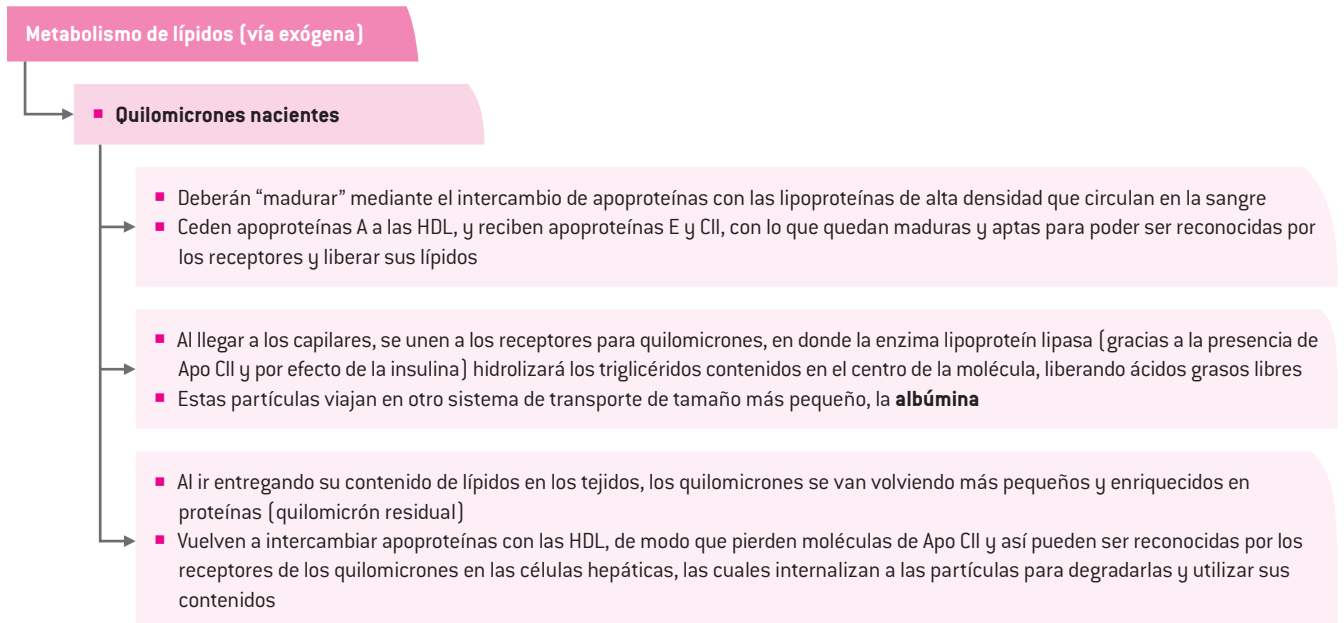 Metabolismo de lípidos (vía exógena)
▪ Quilomicrones nacientes
▪ Deberán “madurar” mediante el intercambio de apoproteínas con las lipoproteínas de alta densidad que circulan en la sangre
▪ Ceden apoproteínas A a las HDL, y reciben apoproteínas E y CII, con lo que quedan maduras y aptas para poder ser reconocidas por
los receptores y liberar sus lípidos
▪ Al llegar a los capilares, se unen a los receptores para quilomicrones, en donde la enzima lipoproteín lipasa (gracias a la presencia de
Apo CII y por efecto de la insulina) hidrolizará los triglicéridos contenidos en el centro de la molécula, liberando ácidos grasos libres
▪ Estas partículas viajan en otro sistema de transporte de tamaño más pequeño, la albúmina
▪ Al ir entregando su contenido de lípidos en los tejidos, los quilomicrones se van volviendo más pequeños y enriquecidos en
proteínas (quilomicrón residual)
▪ Vuelven a intercambiar apoproteínas con las HDL, de modo que pierden moléculas de Apo CII y así pueden ser reconocidas por los
receptores de los quilomicrones en las células hepáticas, las cuales internalizan a las partículas para degradarlas y utilizar sus
contenidos